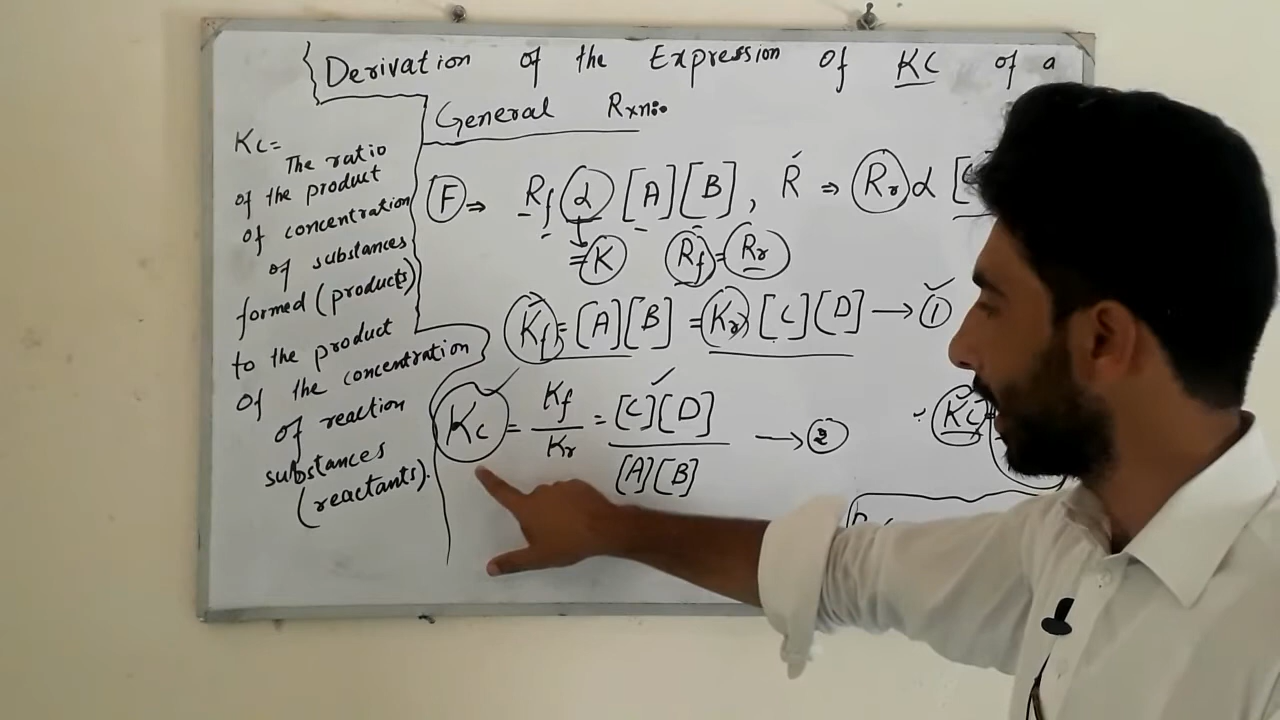 Derivation of the Expression of KC of a
General Rxn:
Kc=
The ratio
of the product
of concentration
of substances
formed (products)
to the product
of the concentration
of reaction
substances
(reactants).
F ⇒ Rf α [A][B], R ⇒ Rr α [C
=K Rf = Rr
Kf = [A][B] = Kr [C][D] → 1
Kc = Kf/Kr = [C][D]/[A][B] → 2
∵ KC =